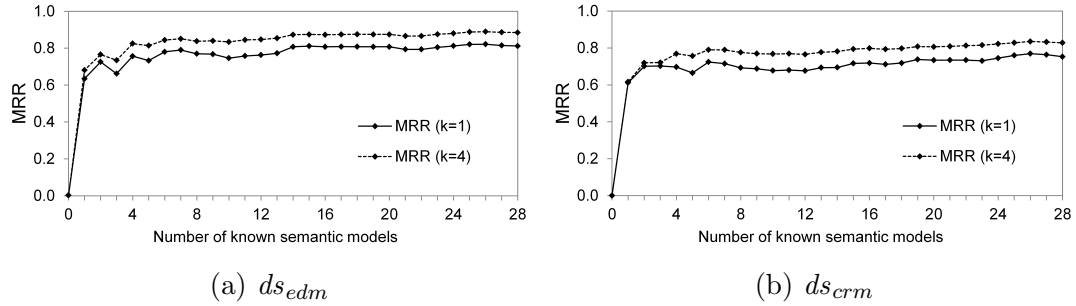 1.0
0.8
0.6
0.4
0.2
0.0
MRR
MRR (k=1)
MRR (k=4)
0 4 8 12 16 20 24 28
Number of known semantic models
(a) ds_edm
1.0
0.8
0.6
0.4
0.2
0.0
MRR
MRR (k=1)
MRR (k=4)
0 4 8 12 16 20 24 28
Number of known semantic models
(b) ds_crm